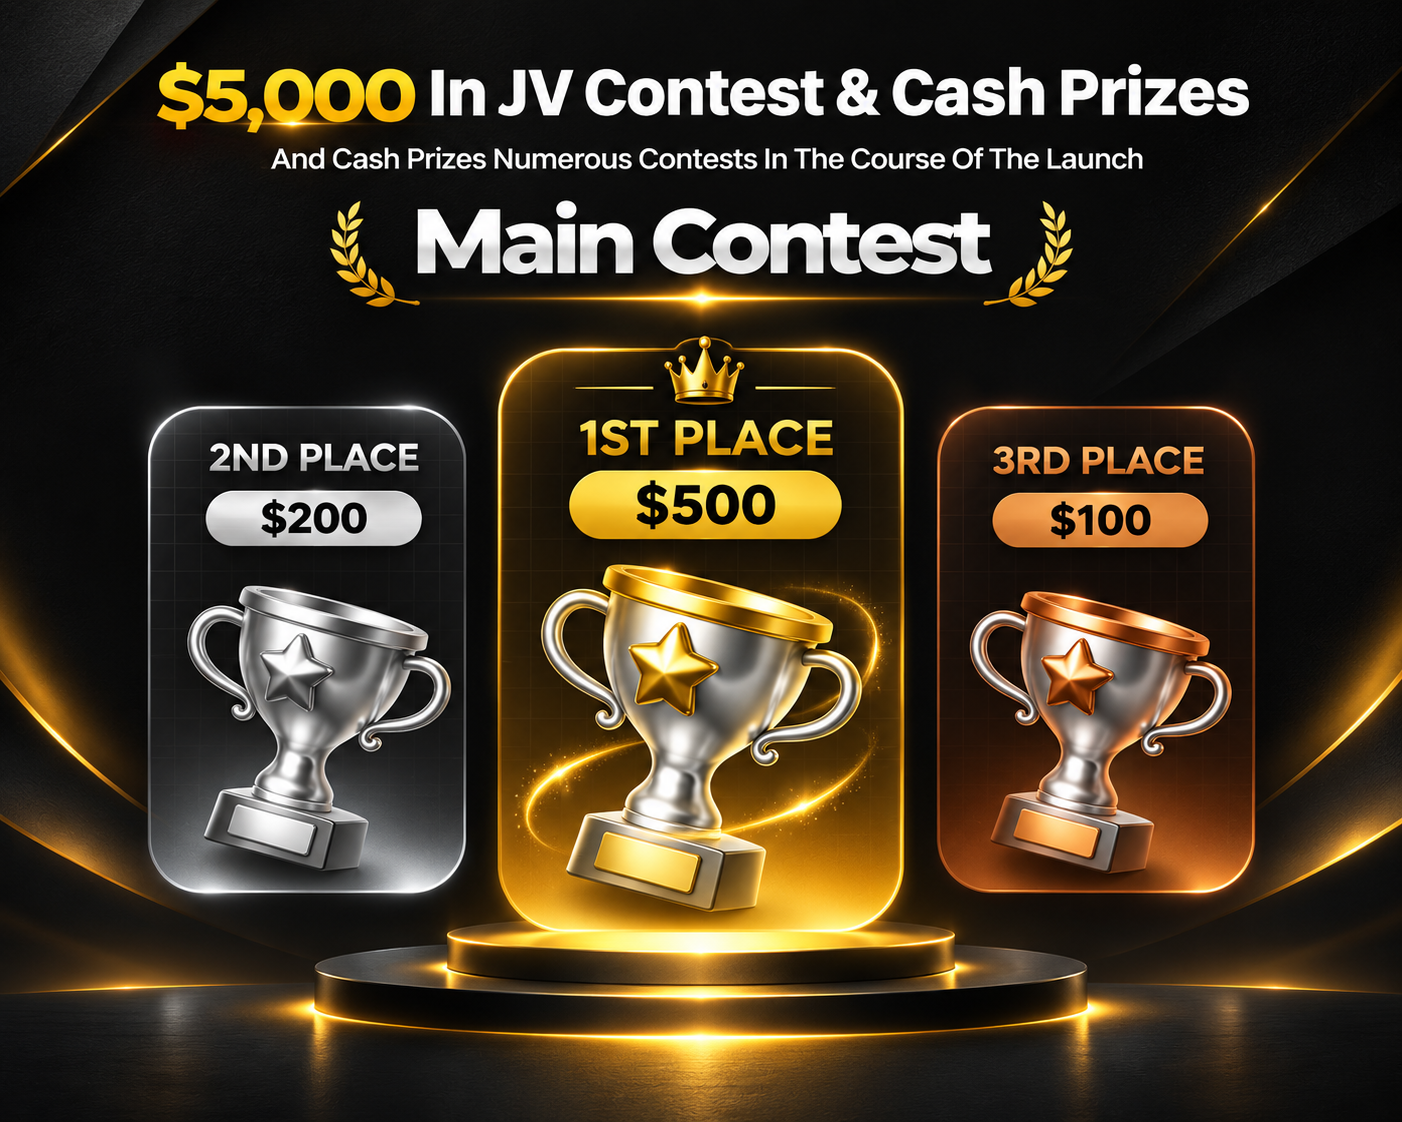 $5,000 In JV Contest & Cash Prizes
And Cash Prizes Numerous Contests In The Course Of The Launch
Main Contest
2ND PLACE
$200
1ST PLACE
$500
3RD PLACE
$100